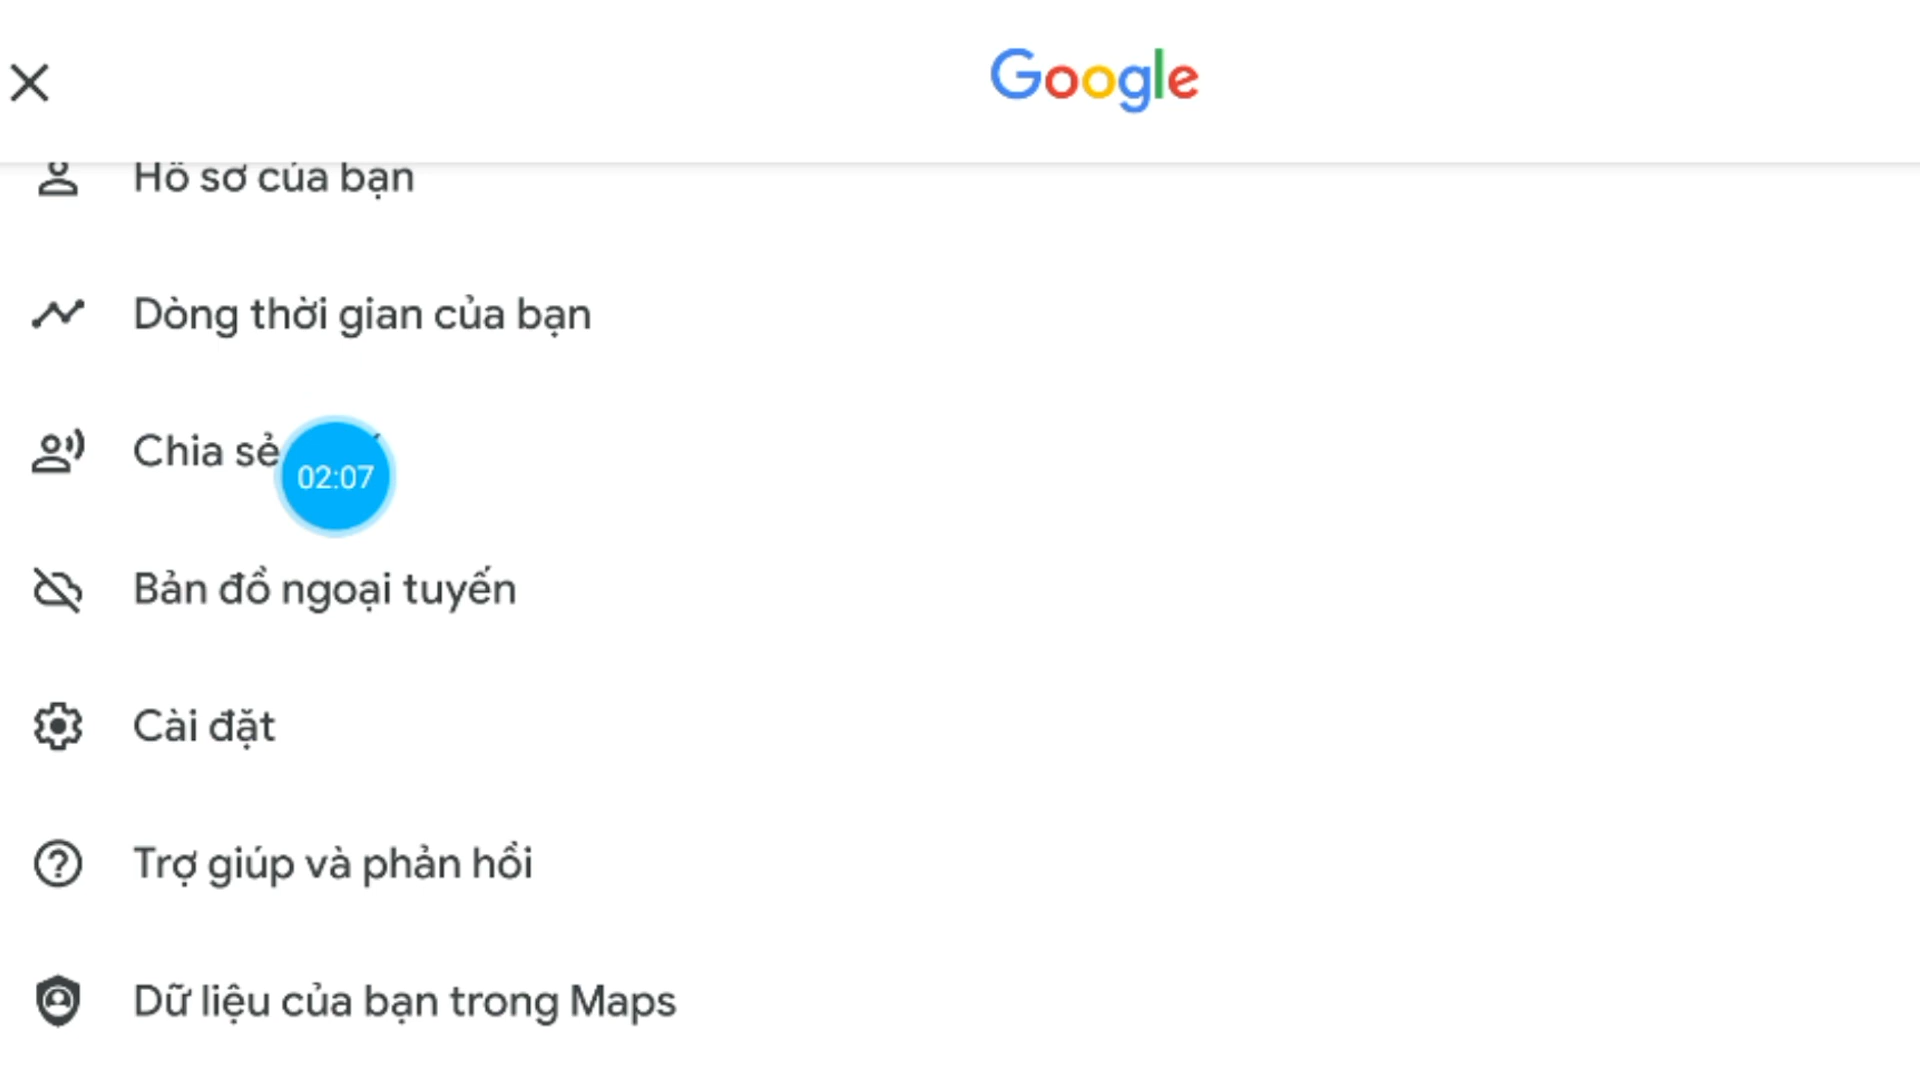 Google
Hồ sơ của bạn
Dòng thời gian của bạn
Chia sẻ
02:07
Bản đồ ngoại tuyến
Cài đặt
Trợ giúp và phản hồi
Dữ liệu của bạn trong Maps